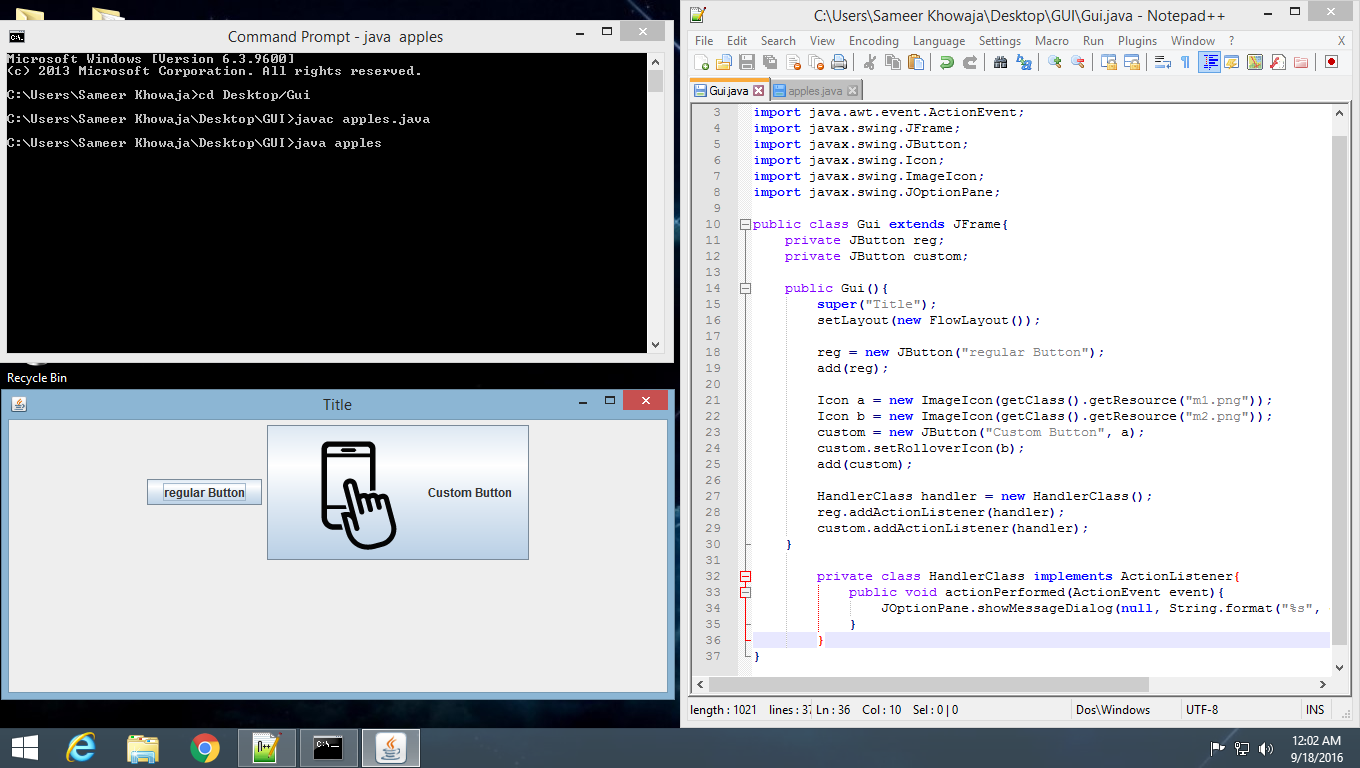 Command Prompt - java  apples
Microsoft Windows [Version 6.3.9600]
(c) 2013 Microsoft Corporation. All rights reserved.
C:\Users\Sameer Khowaja>cd Desktop/Gui
C:\Users\Sameer Khowaja\Desktop\GUI>javac apples.java
C:\Users\Sameer Khowaja\Desktop\GUI>java apples
Recycle Bin
Title
regular Button
Custom Button
C:\Users\Sameer Khowaja\Desktop\GUI\Gui.java - Notepad++
File Edit Search View Encoding Language Settings Macro Run Plugins Window ? X
Gui.java apples.java
3 import java.awt.event.ActionEvent;
4 import javax.swing.JFrame;
5 import javax.swing.JButton;
6 import javax.swing.Icon;
7 import javax.swing.ImageIcon;
8 import javax.swing.JOptionPane;
9
10 public class Gui extends JFrame{
11 private JButton reg;
12 private JButton custom;
13
14 public Gui(){
15 super("Title");
16 setLayout(new FlowLayout());
17
18 reg = new JButton("regular Button");
19 add(reg);
20
21 Icon a = new ImageIcon(getClass().getResource("m1.png"));
22 Icon b = new ImageIcon(getClass().getResource("m2.png"));
23 custom = new JButton("Custom Button", a);
24 custom.setRolloverIcon(b);
25 add(custom);
26
27 HandlerClass handler = new HandlerClass();
28 reg.addActionListener(handler);
29 custom.addActionListener(handler);
30 }
31
32 private class HandlerClass implements ActionListener{
33 public void actionPerformed(ActionEvent event){
34 JOptionPane.showMessageDialog(null, String.format("%s",
35 }
36 }
37 }
length : 1021 lines : 37 Ln : 36 Col : 10 Sel : 0 | 0 Dos\Windows UTF-8 INS
12:02 AM
9/18/2016